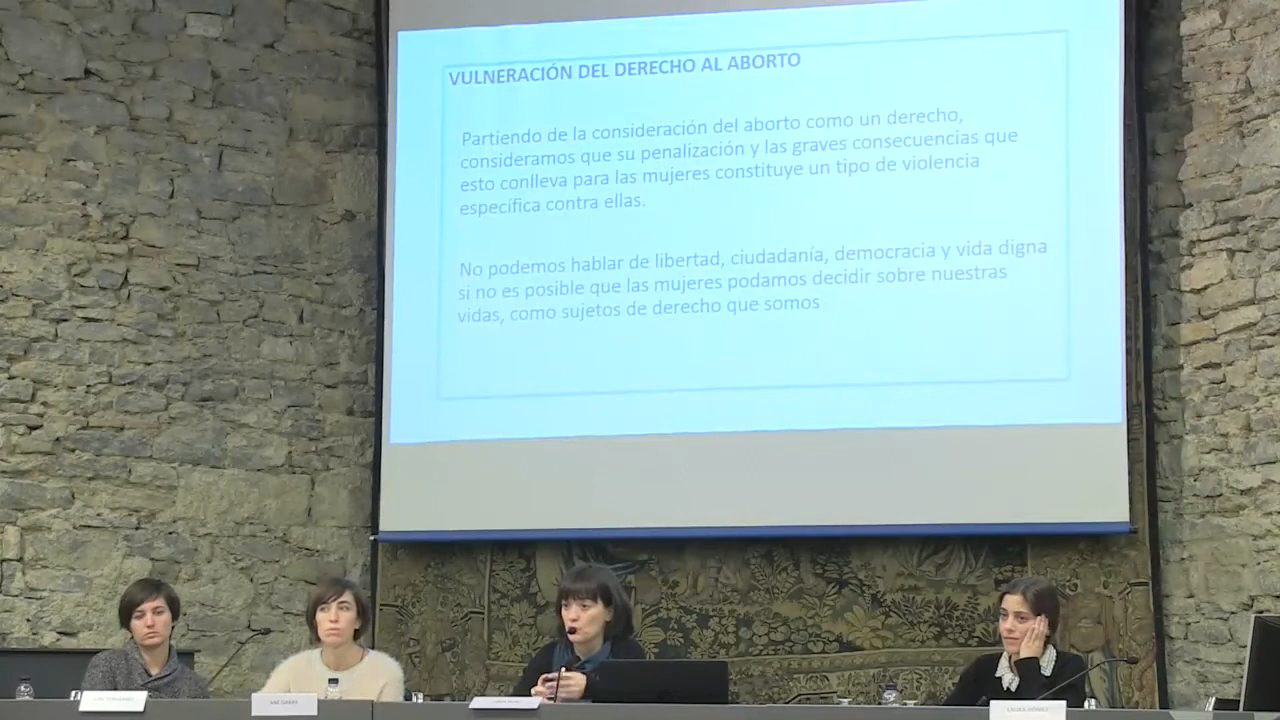 VULNERACIÓN DEL DERECHO AL ABORTO
Partiendo de la consideración del aborto como un derecho,
consideramos que su penalización y las graves consecuencias que
esto conlleva para las mujeres constituye un tipo de violencia
específica contra ellas.
No podemos hablar de libertad, ciudadanía, democracia y vida digna
si no es posible que las mujeres podamos decidir sobre nuestras
vidas, como sujetos de derecho que somos